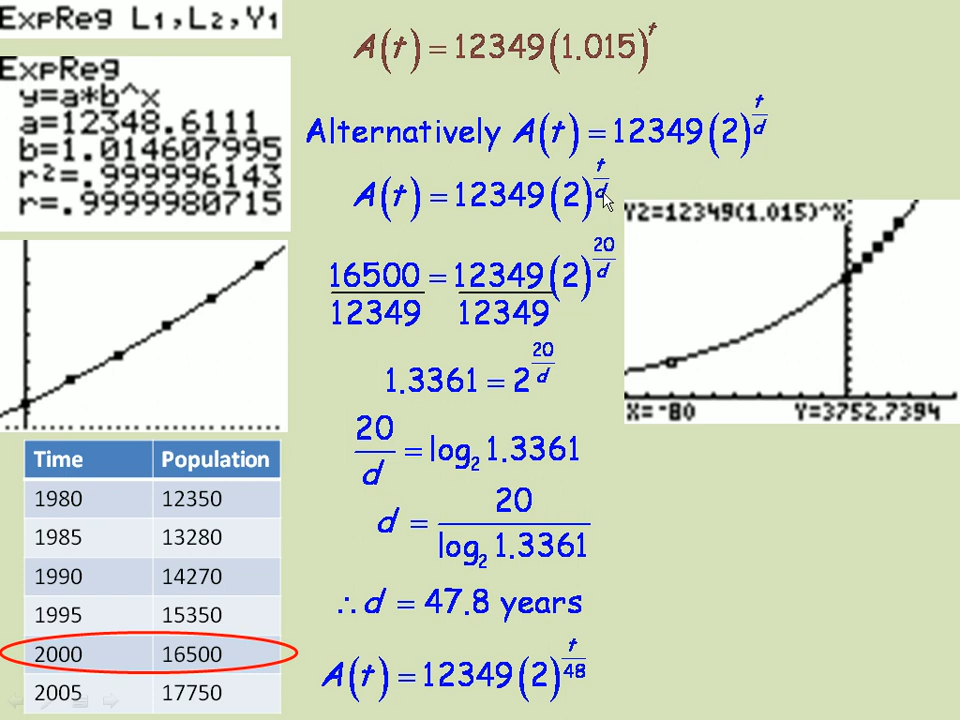 ExpReg L1,L2,Y1
ExpReg
y=a*b^x
a=12348.6111
b=1.014607995
r²=.999996143
r=.9999980715
Time Population
1980 12350
1985 13280
1990 14270
1995 15350
2000 16500
2005 17750
A(t) = 12349(1.015)^t
Alternatively A(t) = 12349(2)^(t/d)
A(t) = 12349(2)^(t/d)
16500/12349 = 12349(2)^(20/d)/12349
1.3361 = 2^(20/d)
20/d = log₂ 1.3361
d = 20/log₂ 1.3361
∴ d = 47.8 years
A(t) = 12349(2)^(t/48)
Y2=12349(1.015)^X
X=-80 Y=3752.7394